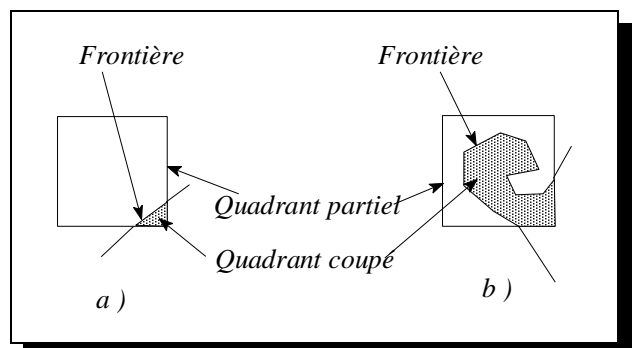 Frontière
Frontière
Quadrant partiel
Quadrant coupé
a )
b )